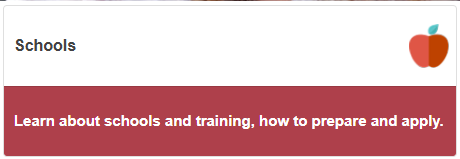 Schools
Learn about schools and training, how to prepare and apply.